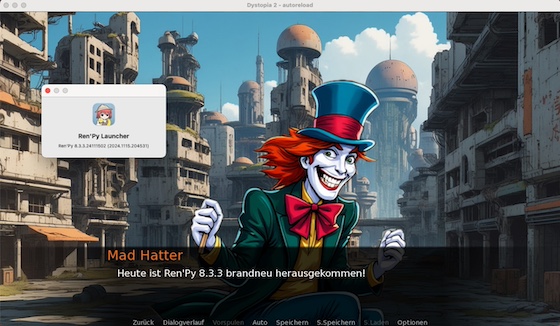 Dystopia 2 - autoreload
Ren'Py Launcher
Ren'Py 8.3.3.24111502 (2024.1115.204531)
Mad Hatter
Heute ist Ren'Py 8.3.3 brandneu herausgekommen!
Zurück Dialogverlauf Vorspulen Auto Speichern S.Speichern S.Laden Optionen